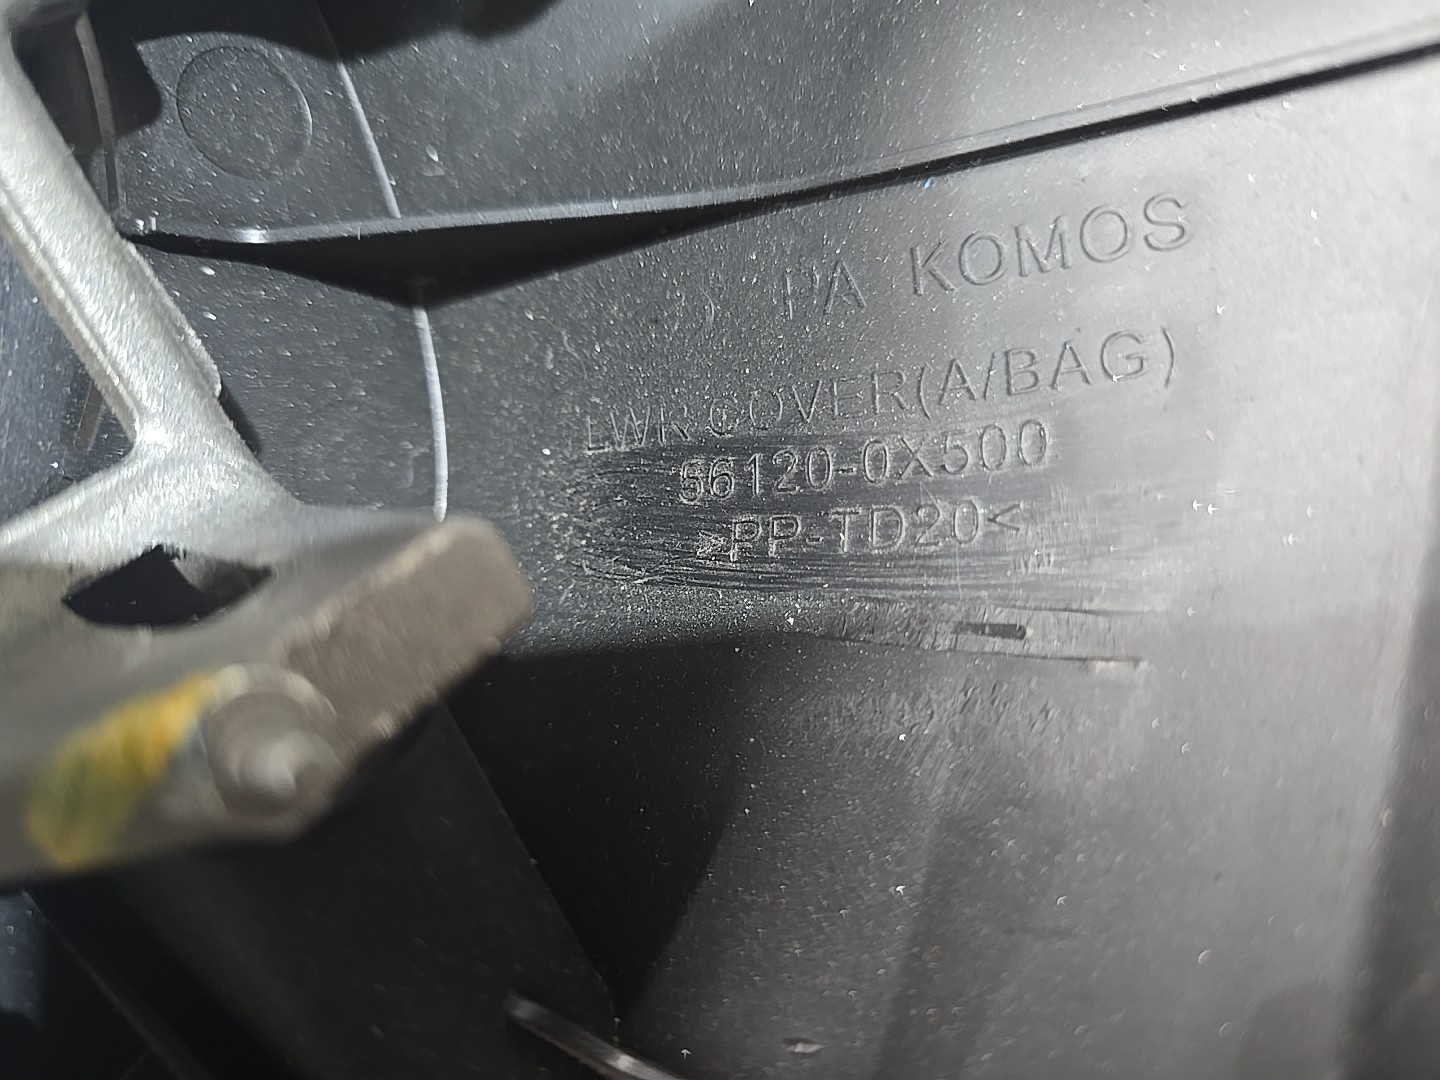 PA KOMOS
LWR COVER(A/BAG)
56120-0X500
>PP-TD20<